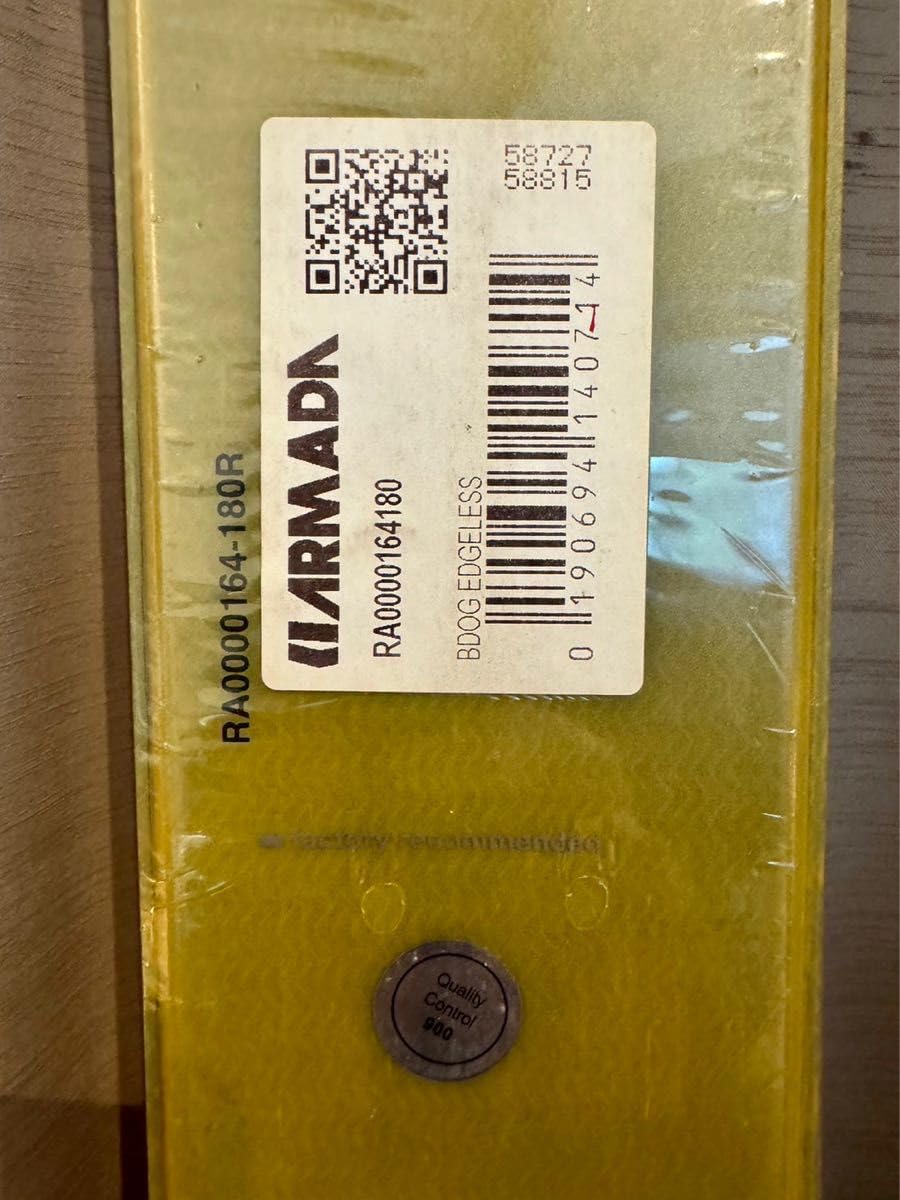 58727
58815
ARMADA
RA0000164180
BDOG EDGELESS
0 190694 140714
RA0000164-180R
factory recommended
Quality
Control
900